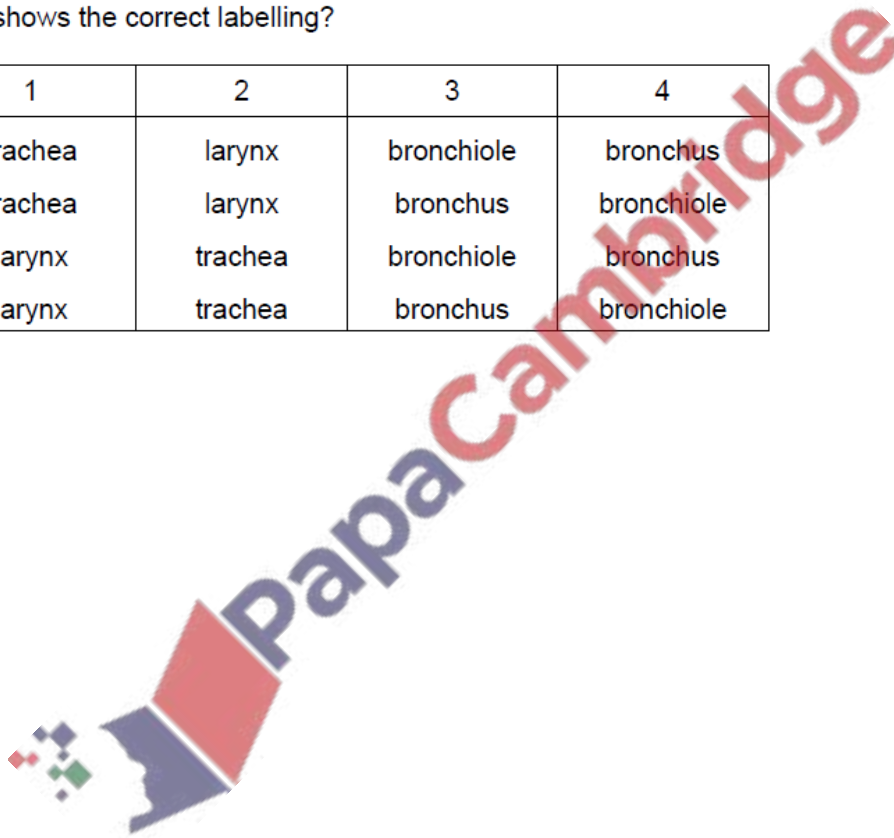 shows the correct labelling?
1 2 3 4
rachea larynx bronchiole bronchus
rachea larynx bronchus bronchiole
arynx trachea bronchiole bronchus
arynx trachea bronchus bronchiole
PapaCambridge